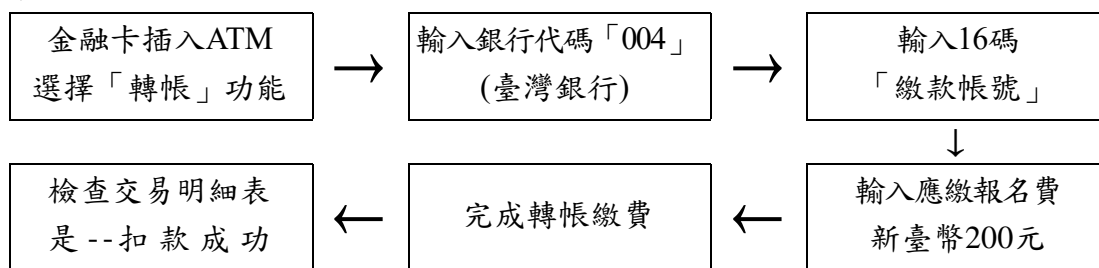 金融卡插入ATM
選擇「轉帳」功能
→
輸入銀行代碼「004」
(臺灣銀行)
→
輸入16碼
「繳款帳號」
↓
輸入應繳報名費
新臺幣200元
←
完成轉帳繳費
←
檢查交易明細表
是--扣款成功